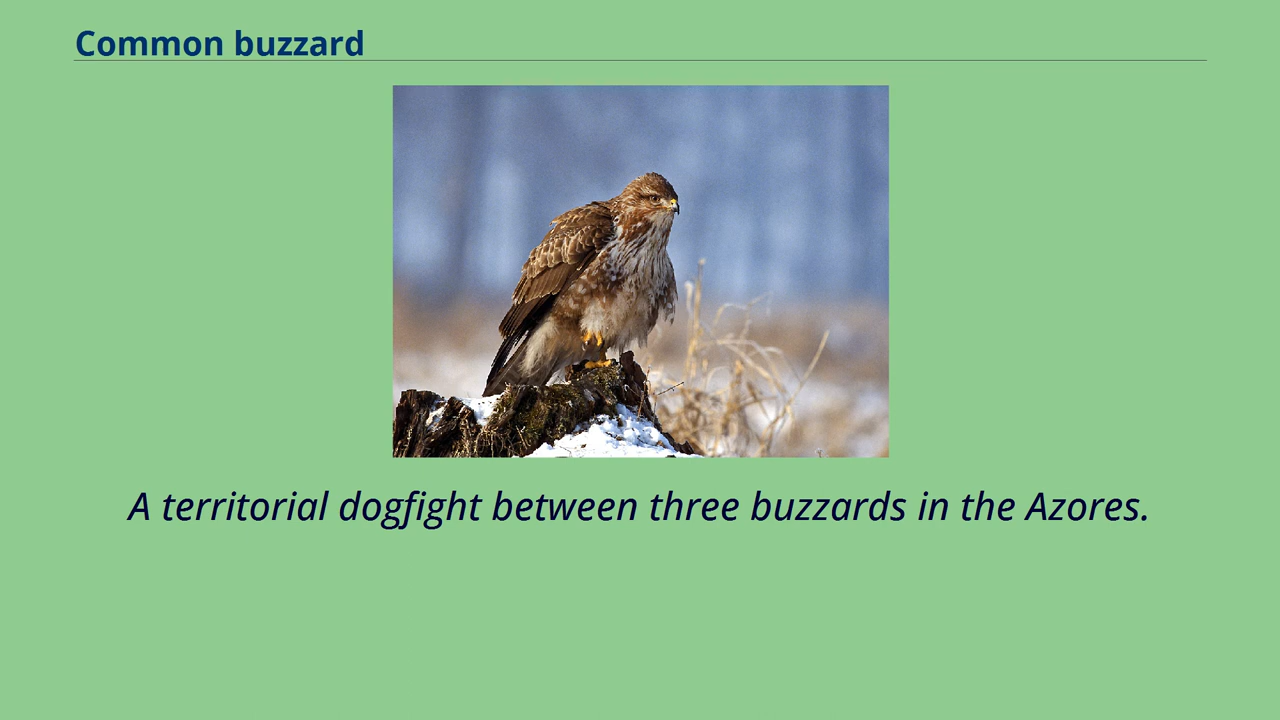 Common buzzard
A territorial dogfight between three buzzards in the Azores.